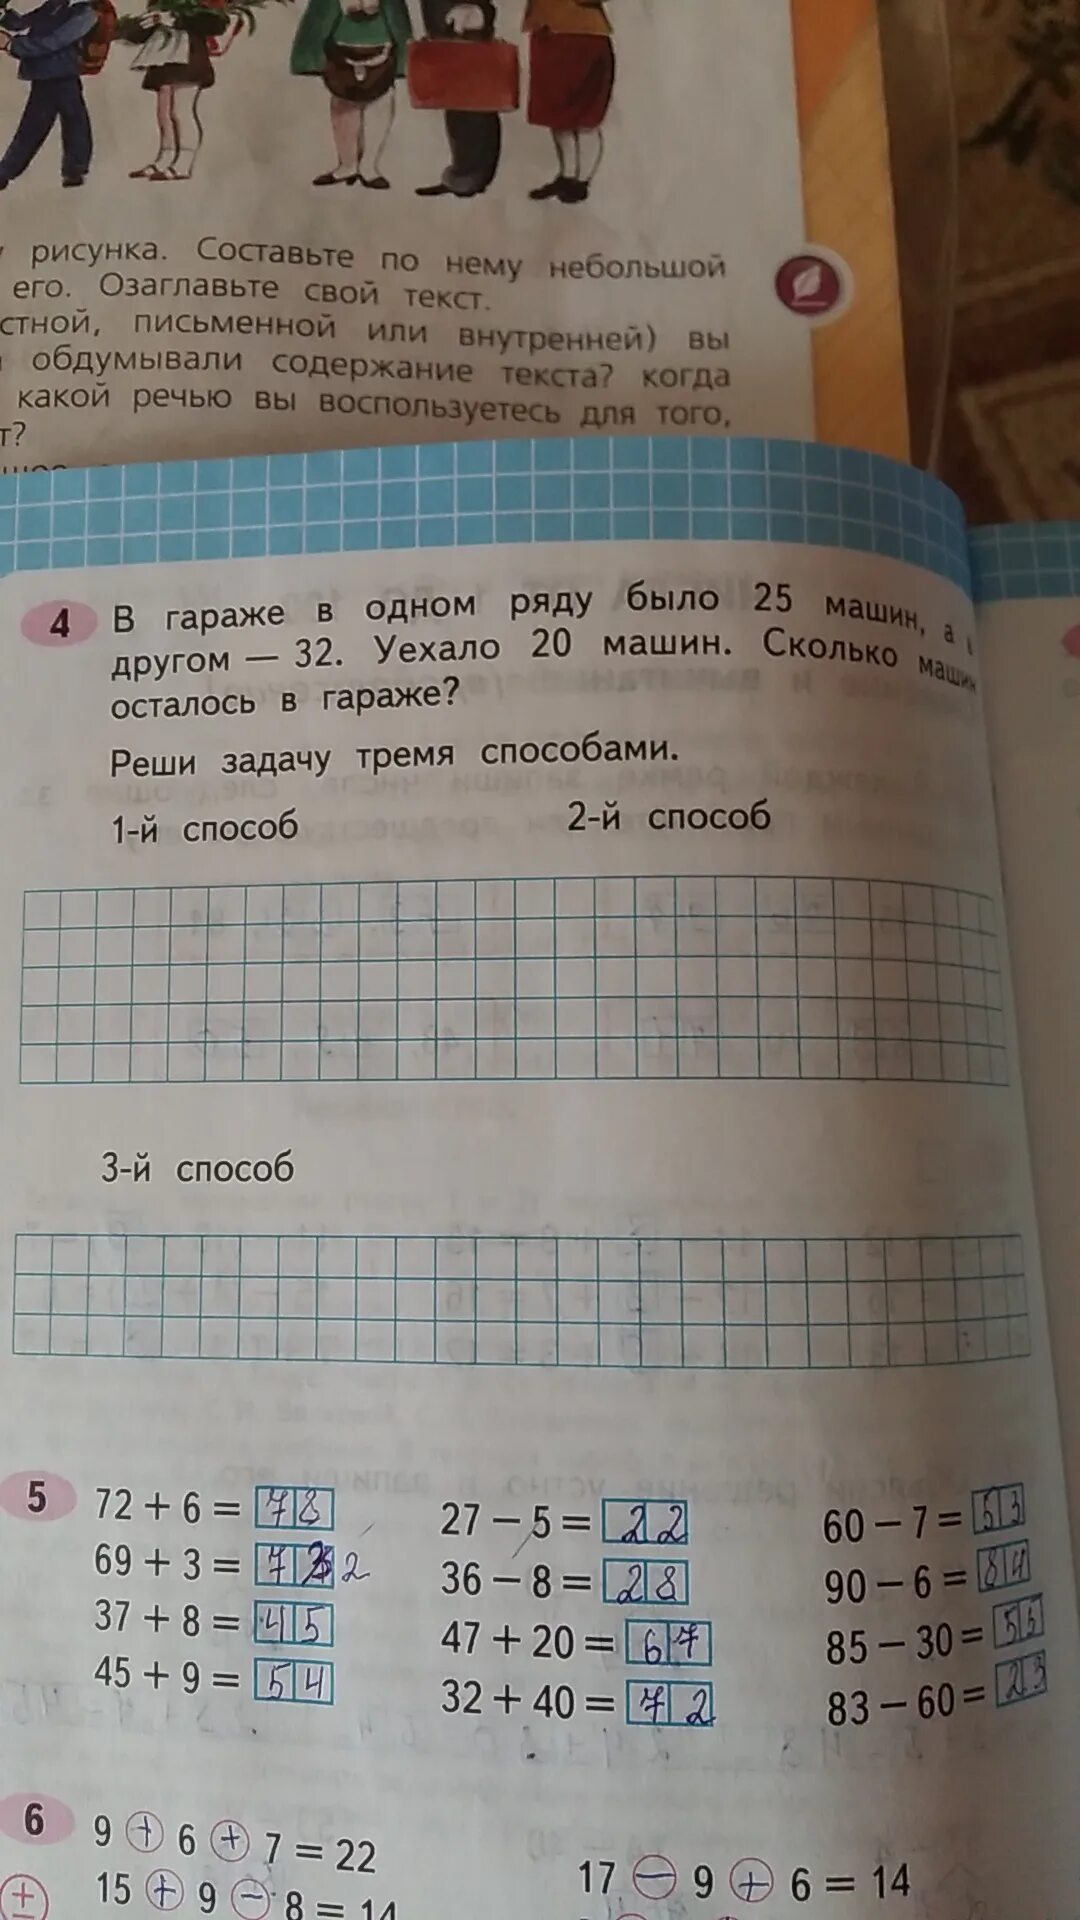 рисунка. Составьте по нему небольшой
его. Озаглавьте свой текст.
стной, письменной или внутренней) вы
обдумывали содержание текста? когда
какой речью вы воспользуетесь для того,
т?
4 В гараже в одном ряду было 25 машин, а в
другом — 32. Уехало 20 машин. Сколько машин
осталось в гараже?
Реши задачу тремя способами.
1-й способ 2-й способ
3-й способ
5 72 + 6 = 78 27 − 5 = 22 60 − 7 = 53
69 + 3 = 7 2 36 − 8 = 28 90 − 6 = 84
37 + 8 = 45 47 + 20 = 67 85 − 30 = 55
45 + 9 = 54 32 + 40 = 72 83 − 60 = 23
6 9 + 6 + 7 = 22 17 − 9 + 6 = 14
± 15 + 9 − 8 = 14